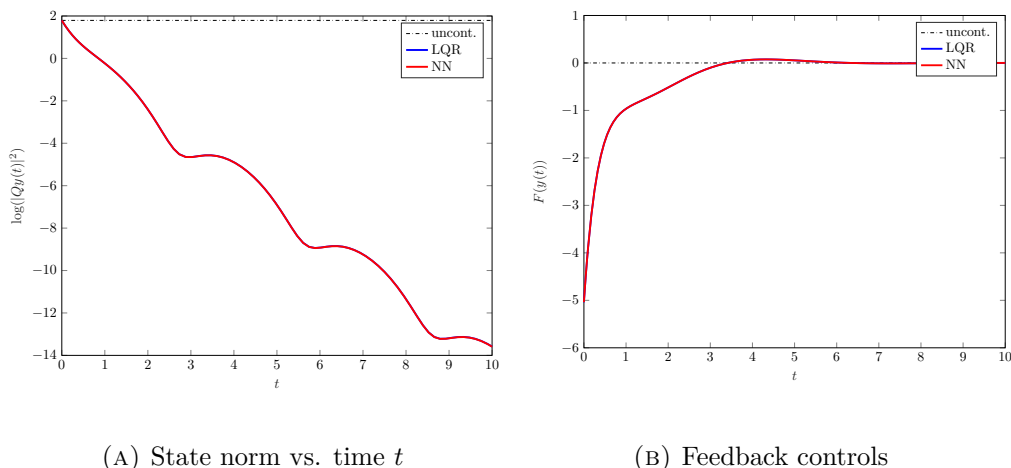 2
0
−2
−4
−6
−8
−10
−12
−14
0 1 2 3 4 5 6 7 8 9 10
t
log(|Qy(t)|²)
uncont.
LQR
NN
1
0
−1
−2
−3
−4
−5
−6
0 1 2 3 4 5 6 7 8 9 10
t
F(y(t))
uncont.
LQR
NN
(A) State norm vs. time t
(B) Feedback controls